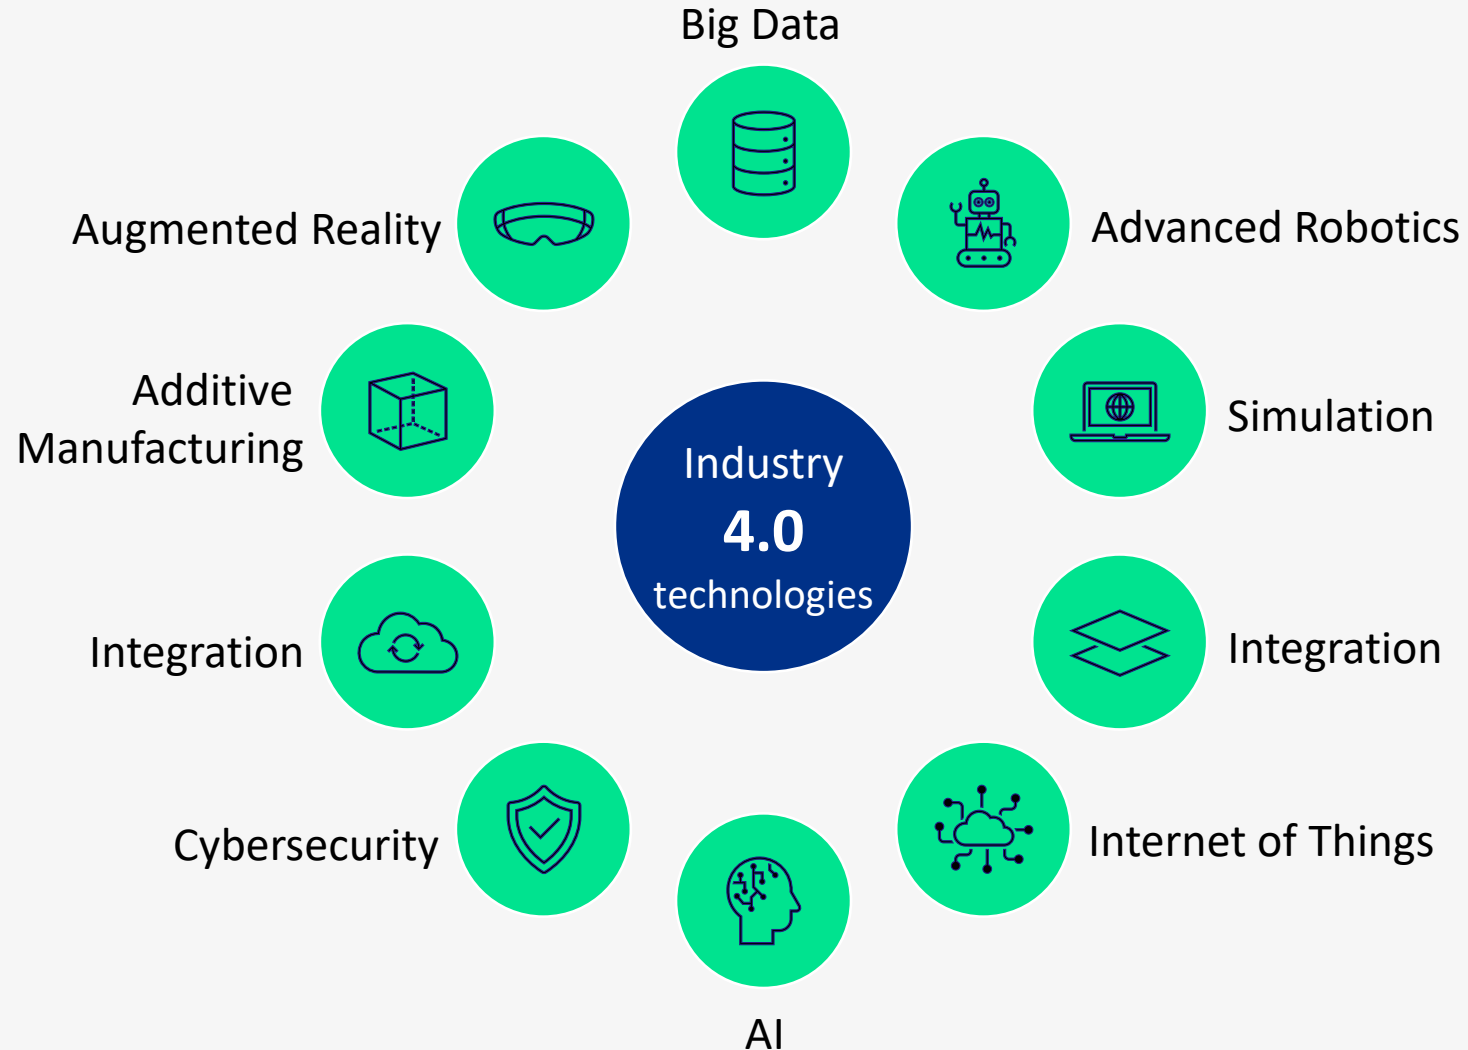 Big Data
Augmented Reality
Advanced Robotics
Additive
Manufacturing
Simulation
Industry
4.0
technologies
Integration
Integration
Cybersecurity
Internet of Things
AI